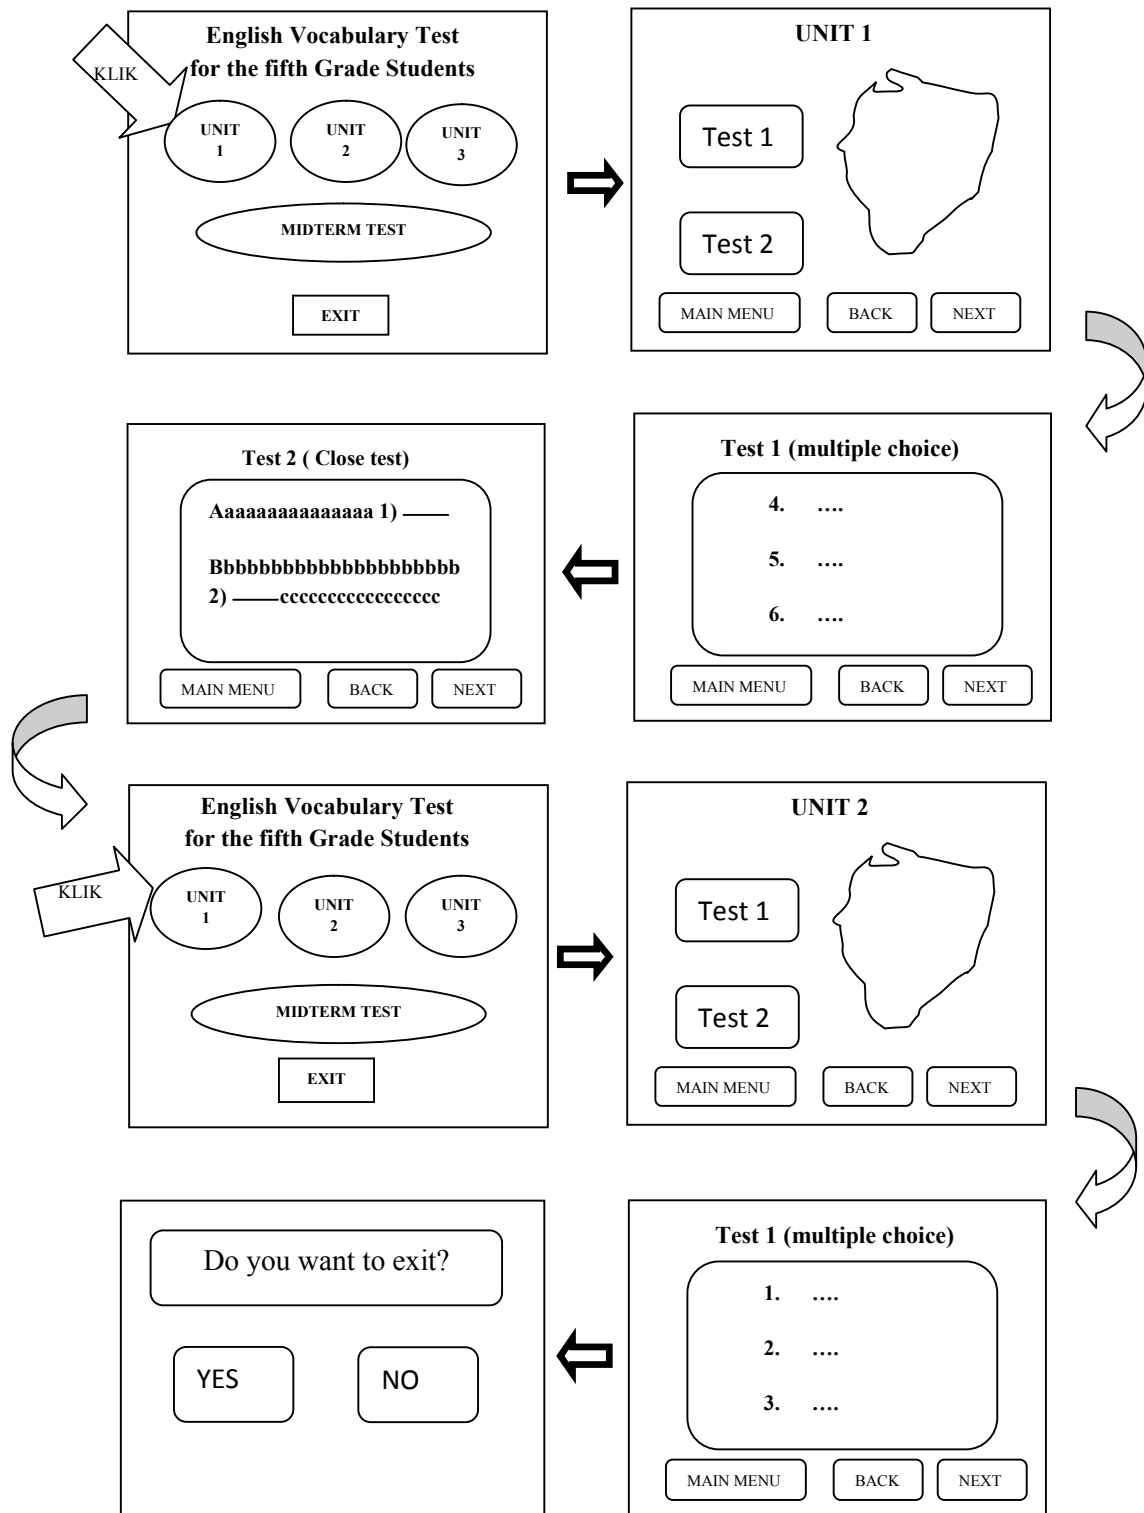 KLIK
English Vocabulary Test
for the fifth Grade Students
UNIT
1
UNIT
2
UNIT
3
MIDTERM TEST
EXIT
UNIT 1
Test 1
Test 2
MAIN MENU
BACK
NEXT
Test 2 ( Close test)
Aaaaaaaaaaaaaaa 1) ____
Bbbbbbbbbbbbbbbbbbbbb
2) ____ccccccccccccccccc
MAIN MENU
BACK
NEXT
Test 1 (multiple choice)
4. ....
5. ....
6. ....
MAIN MENU
BACK
NEXT
KLIK
English Vocabulary Test
for the fifth Grade Students
UNIT
1
UNIT
2
UNIT
3
MIDTERM TEST
EXIT
UNIT 2
Test 1
Test 2
MAIN MENU
BACK
NEXT
Do you want to exit?
YES
NO
Test 1 (multiple choice)
1. ....
2. ....
3. ....
MAIN MENU
BACK
NEXT